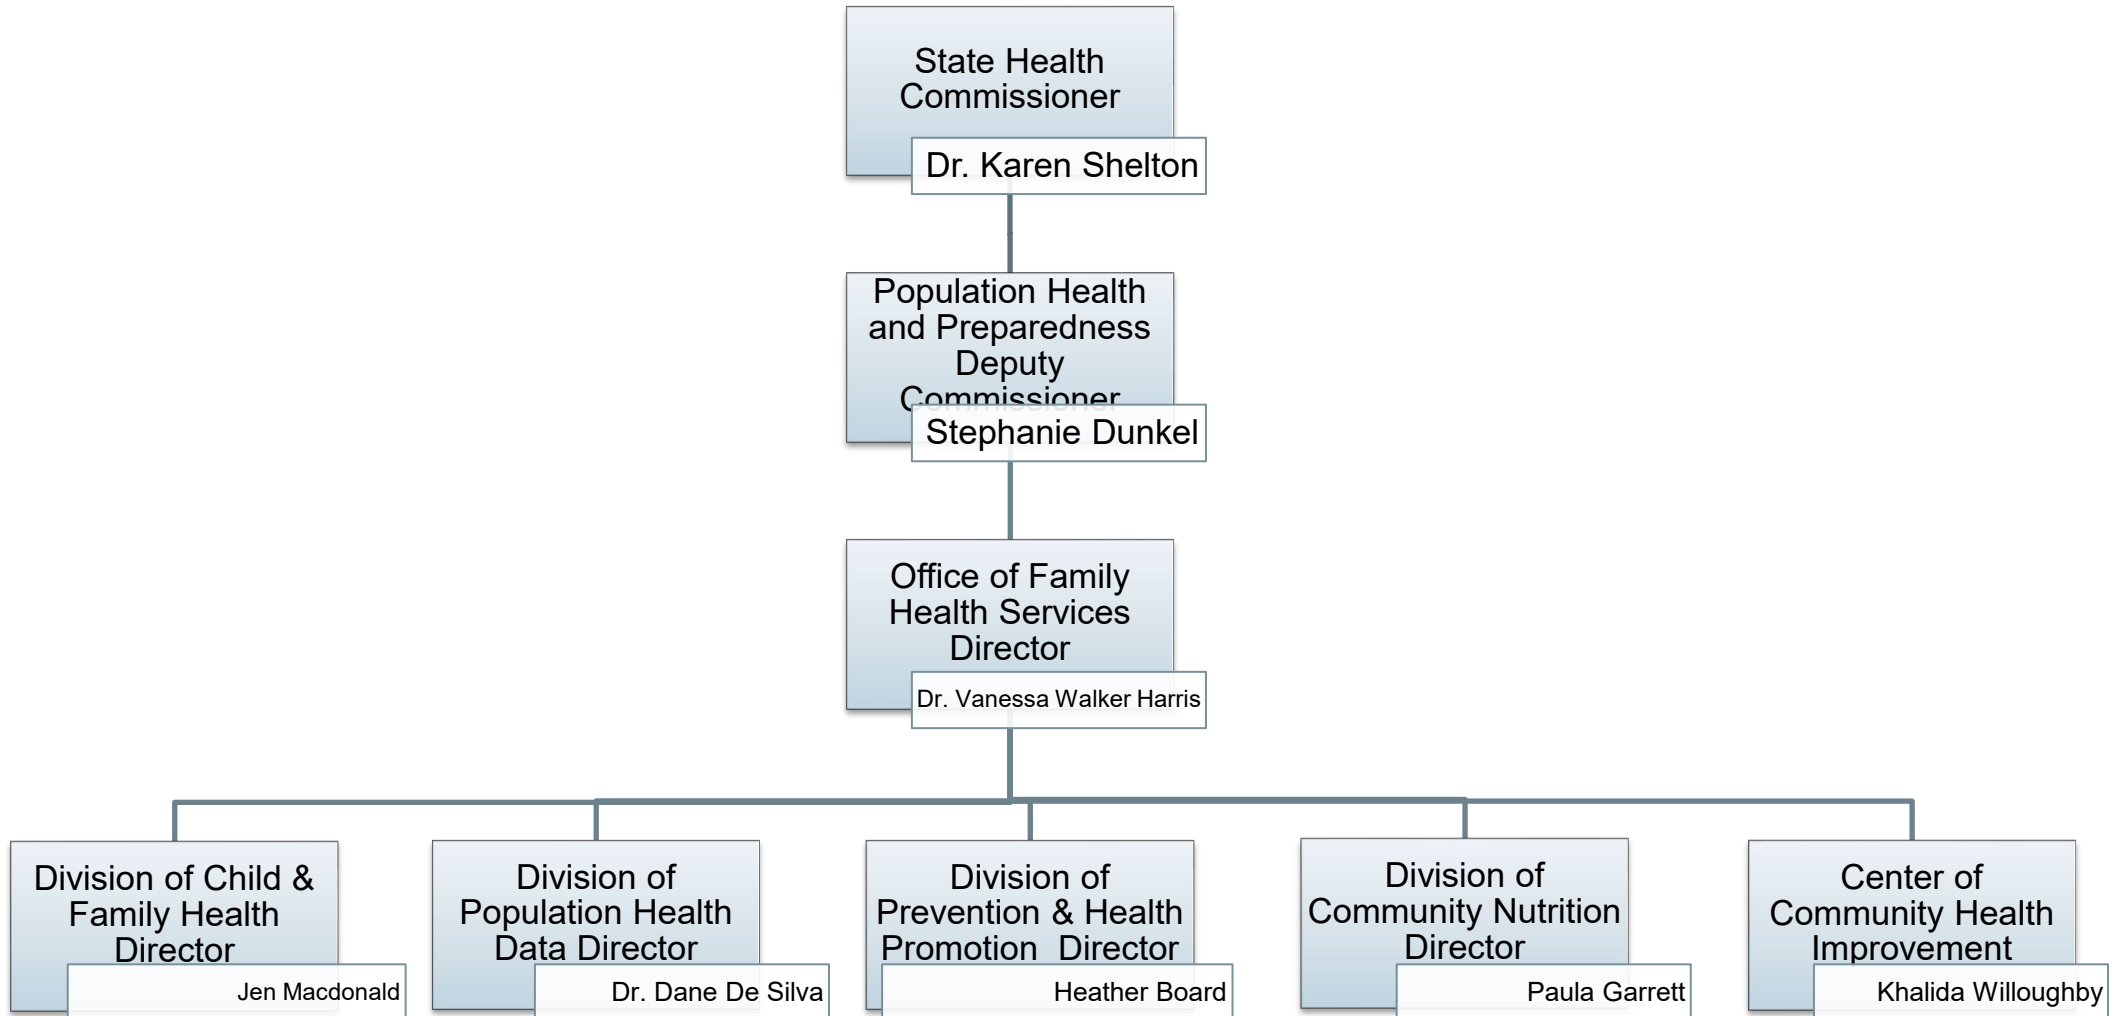 State Health
Commissioner
Dr. Karen Shelton
Population Health
and Preparedness
Deputy
Commissioner
Stephanie Dunkel
Office of Family
Health Services
Director
Dr. Vanessa Walker Harris
Division of Child &
Family Health
Director
Jen Macdonald
Division of
Population Health
Data Director
Dr. Dane De Silva
Division of
Prevention & Health
Promotion  Director
Heather Board
Division of
Community Nutrition
Director
Paula Garrett
Center of
Community Health
Improvement
Khalida Willoughby